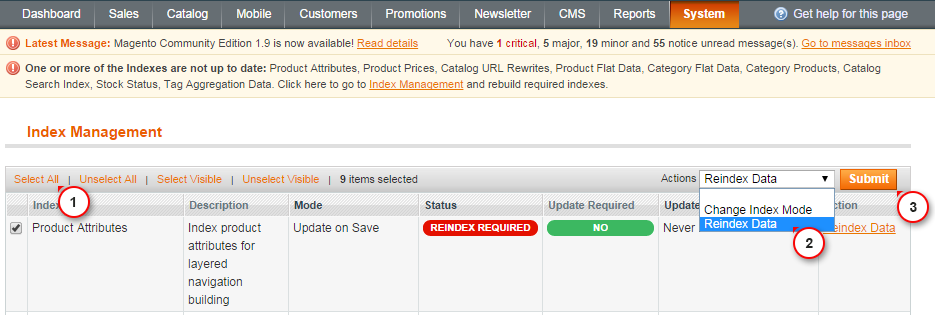 Dashboard Sales Catalog Mobile Customers Promotions Newsletter CMS Reports System Get help for this page
Latest Message: Magento Community Edition 1.9 is now available! Read details You have 1 critical, 5 major, 19 minor and 55 notice unread message(s). Go to messages inbox
One or more of the Indexes are not up to date: Product Attributes, Product Prices, Catalog URL Rewrites, Product Flat Data, Category Flat Data, Category Products, Catalog
Search Index, Stock Status, Tag Aggregation Data. Click here to go to Index Management and rebuild required indexes.
Index Management
Select All | Unselect All | Select Visible | Unselect Visible | 9 items selected Actions Reindex Data Submit
1
3
Index Description Mode Status Update Required Update
Change Index Mode
Reindex Data
2
Product Attributes Index product Update on Save REINDEX REQUIRED NO Never
attributes for
layered
navigation
building